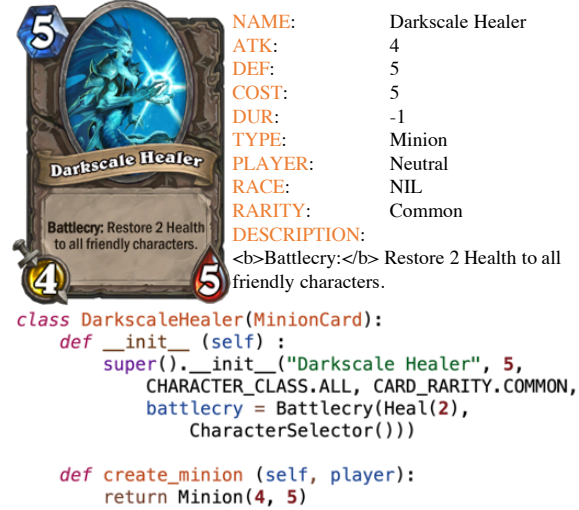 5
Darkscale Healer
Battlecry: Restore 2 Health
to all friendly characters.
4
5
NAME: Darkscale Healer
ATK: 4
DEF: 5
COST: 5
DUR: -1
TYPE: Minion
PLAYER: Neutral
RACE: NIL
RARITY: Common
DESCRIPTION:
<b>Battlecry:</b> Restore 2 Health to all
friendly characters.
class DarkscaleHealer(MinionCard):
    def __init__ (self) :
        super().__init__("Darkscale Healer", 5,
            CHARACTER_CLASS.ALL, CARD_RARITY.COMMON,
            battlecry = Battlecry(Heal(2),
                CharacterSelector()))
    def create_minion (self, player):
        return Minion(4, 5)